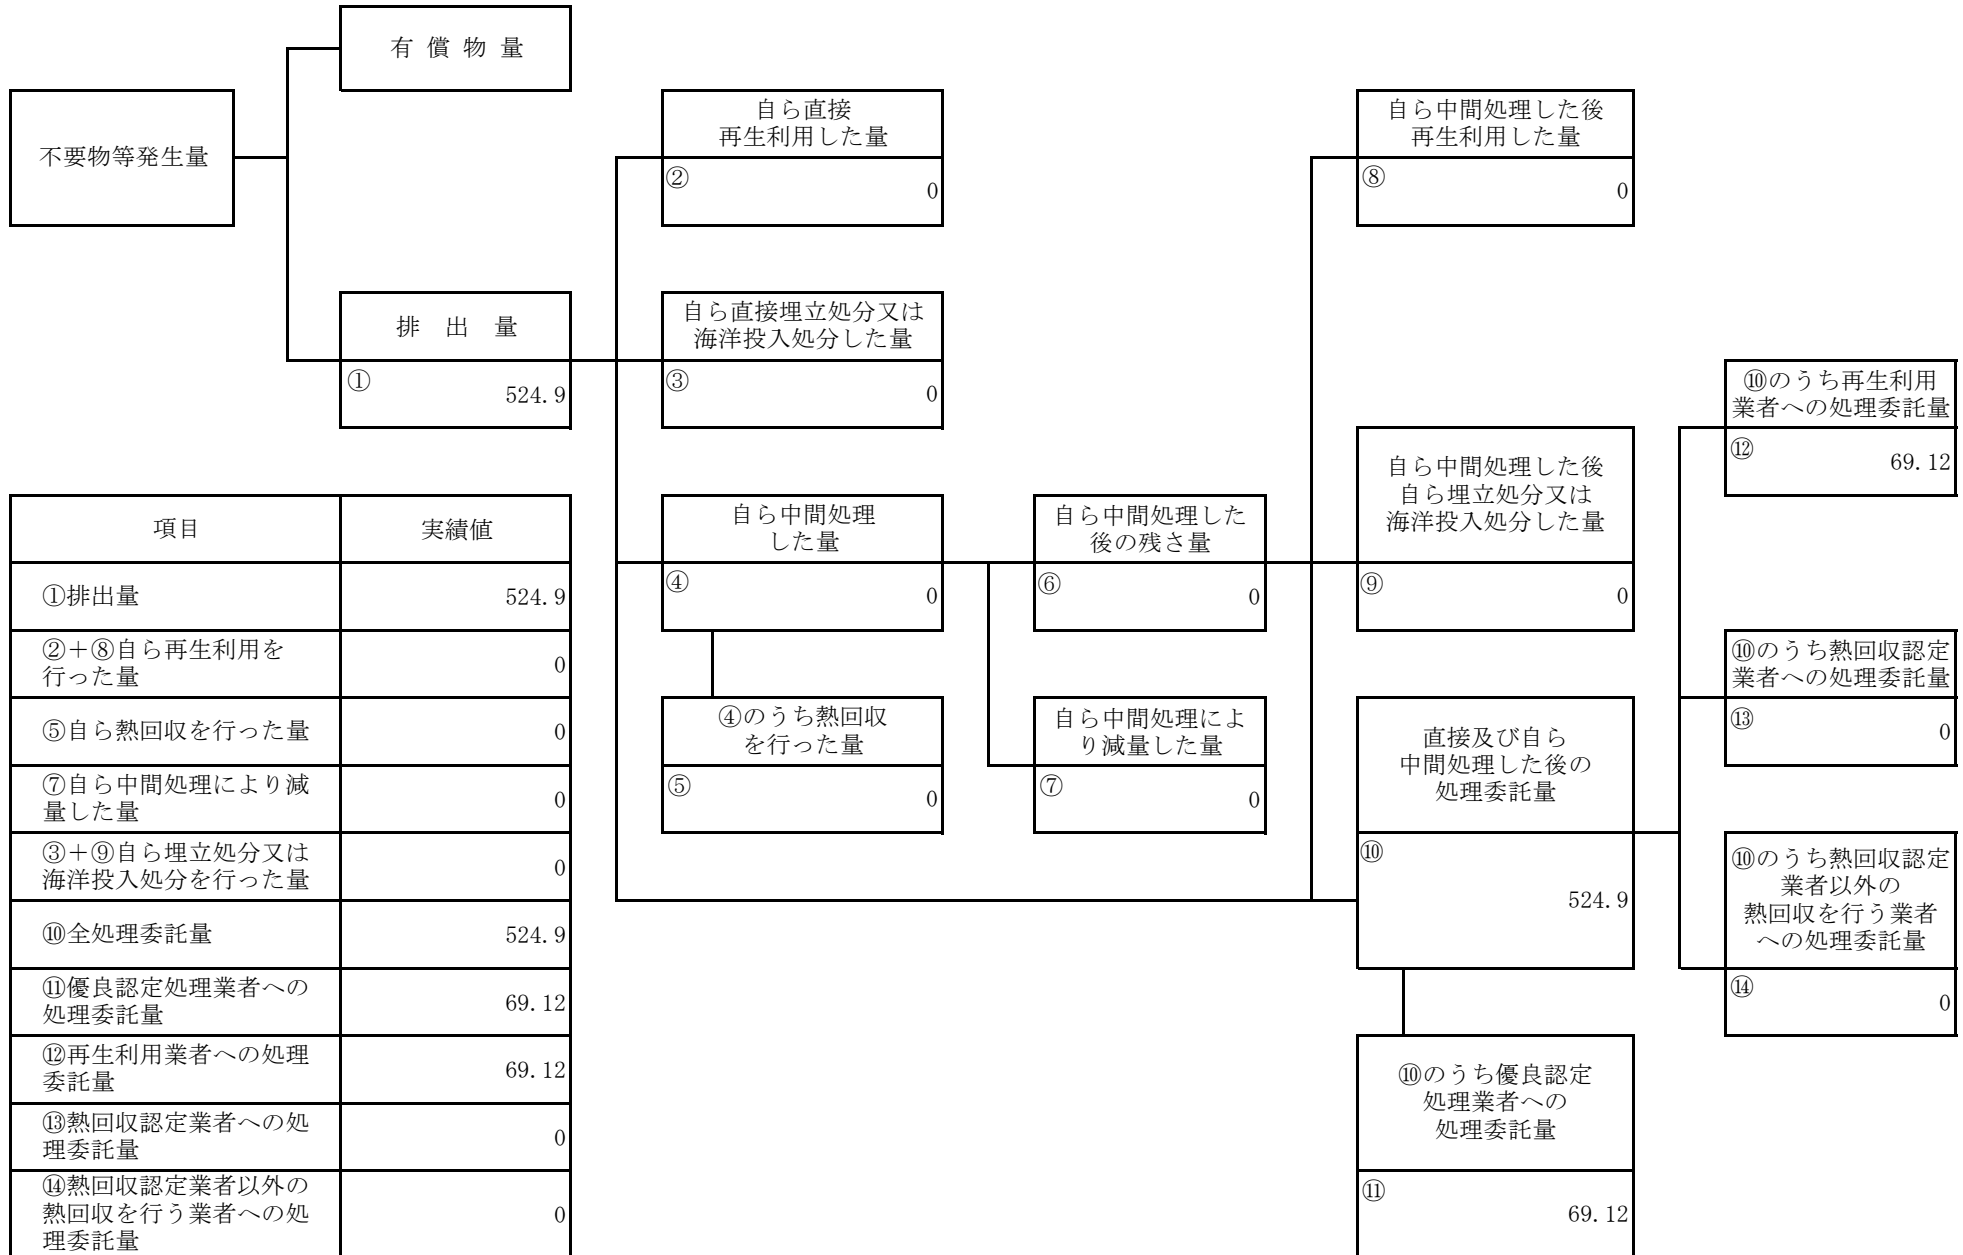 有 償 物 量
不要物等発生量
自ら直接
再生利用した量
②
0
自ら中間処理した後
再生利用した量
⑧
0
排 出 量
①
524.9
自ら直接埋立処分又は
海洋投入処分した量
③
0
⑩のうち再生利用
業者への処理委託量
⑫
69.12
自ら中間処理
した量
④
0
自ら中間処理した
後の残さ量
⑥
0
自ら中間処理した後
自ら埋立処分又は
海洋投入処分した量
⑨
0
⑩のうち熱回収認定
業者への処理委託量
⑬
0
④のうち熱回収
を行った量
⑤
0
自ら中間処理によ
り減量した量
⑦
0
直接及び自ら
中間処理した後の
処理委託量
⑩
524.9
⑩のうち熱回収認定
業者以外の
熱回収を行う業者
への処理委託量
⑭
0
⑩のうち優良認定
処理業者への
処理委託量
⑪
69.12
項目
実績値
①排出量
524.9
②＋⑧自ら再生利用を
行った量
0
⑤自ら熱回収を行った量
0
⑦自ら中間処理により減
量した量
0
③＋⑨自ら埋立処分又は
海洋投入処分を行った量
0
⑩全処理委託量
524.9
⑪優良認定処理業者への
処理委託量
69.12
⑫再生利用業者への処理
委託量
69.12
⑬熱回収認定業者への処
理委託量
0
⑭熱回収認定業者以外の
熱回収を行う業者への処
理委託量
0